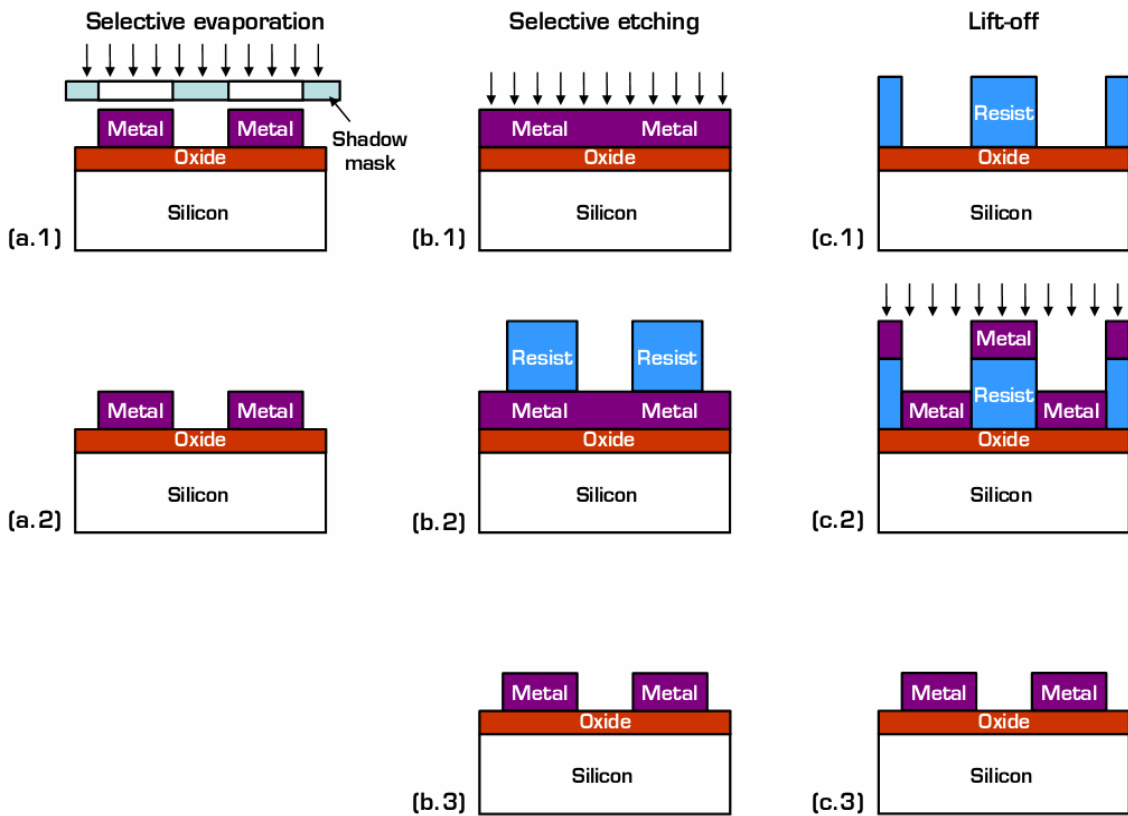 Selective evaporation
Selective etching
Lift-off
Metal
Metal
Shadow
mask
Oxide
Silicon
(a.1)
Metal
Metal
Oxide
Silicon
(b.1)
Resist
Oxide
Silicon
(c.1)
Metal
Metal
Oxide
Silicon
(a.2)
Resist
Resist
Metal
Metal
Oxide
Silicon
(b.2)
Metal
Resist
Metal
Metal
Oxide
Silicon
(c.2)
Metal
Metal
Oxide
Silicon
(b.3)
Metal
Metal
Oxide
Silicon
(c.3)